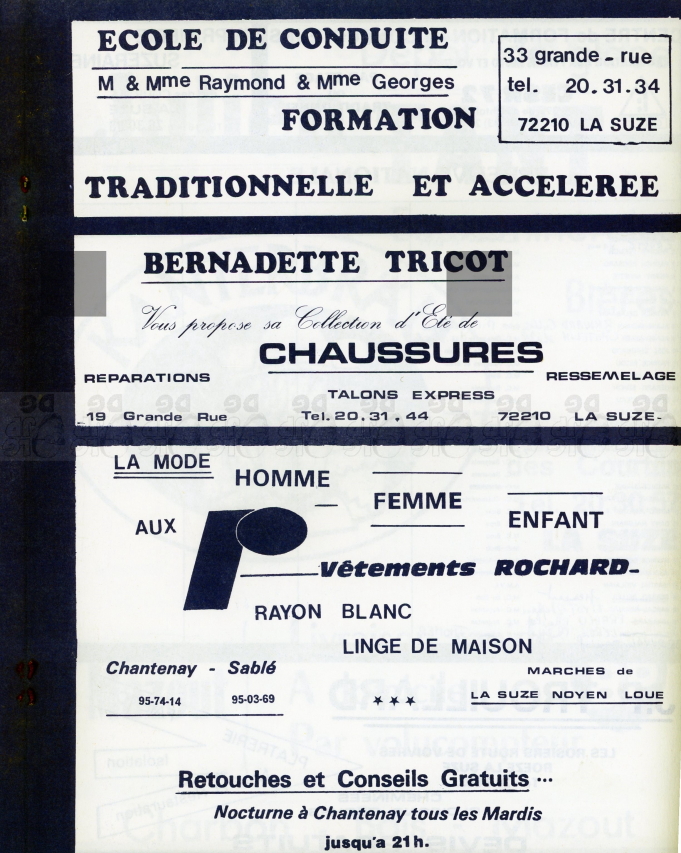 ECOLE DE CONDUITE
M & Mme Raymond & Mme Georges
FORMATION
33 grande - rue
tel. 20.31.34
72210 LA SUZE
TRADITIONNELLE ET ACCELEREE
BERNADETTE TRICOT
Vous propose sa Collection d'Eté de
CHAUSSURES
REPARATIONS
RESSEMELAGE
TALONS EXPRESS
19 Grande Rue Tel. 20.31.44 72210 LA SUZE-
LA MODE
HOMME
FEMME
ENFANT
AUX
Vêtements ROCHARD
RAYON BLANC
LINGE DE MAISON
Chantenay - Sablé
95-74-14 95-03-69
MARCHES de
LA SUZE NOYEN LOUE
Retouches et Conseils Gratuits ...
Nocturne à Chantenay tous les Mardis
jusqu'a 21h.